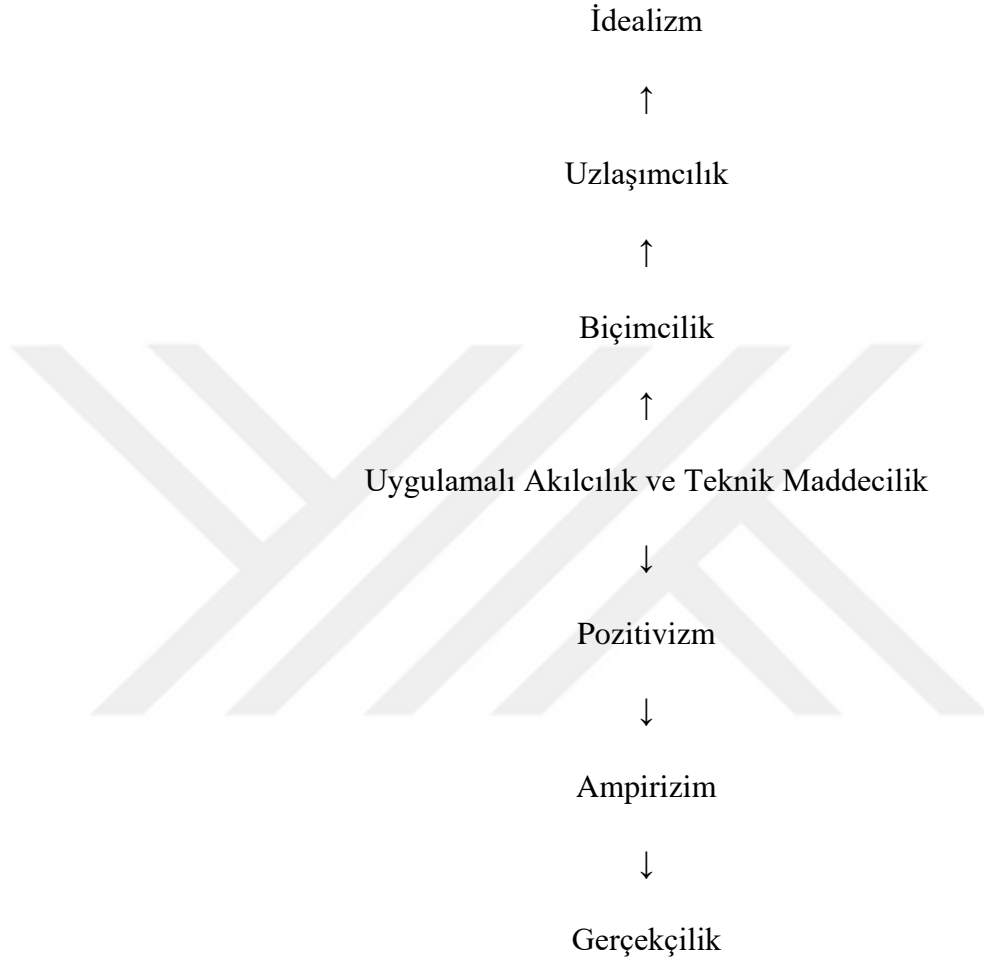 İdealizm
↑
Uzlaşımcılık
↑
Biçimcilik
↑
Uygulamalı Akılcılık ve Teknik Maddecilik
↓
Pozitivizm
↓
Ampirizim
↓
Gerçekçilik